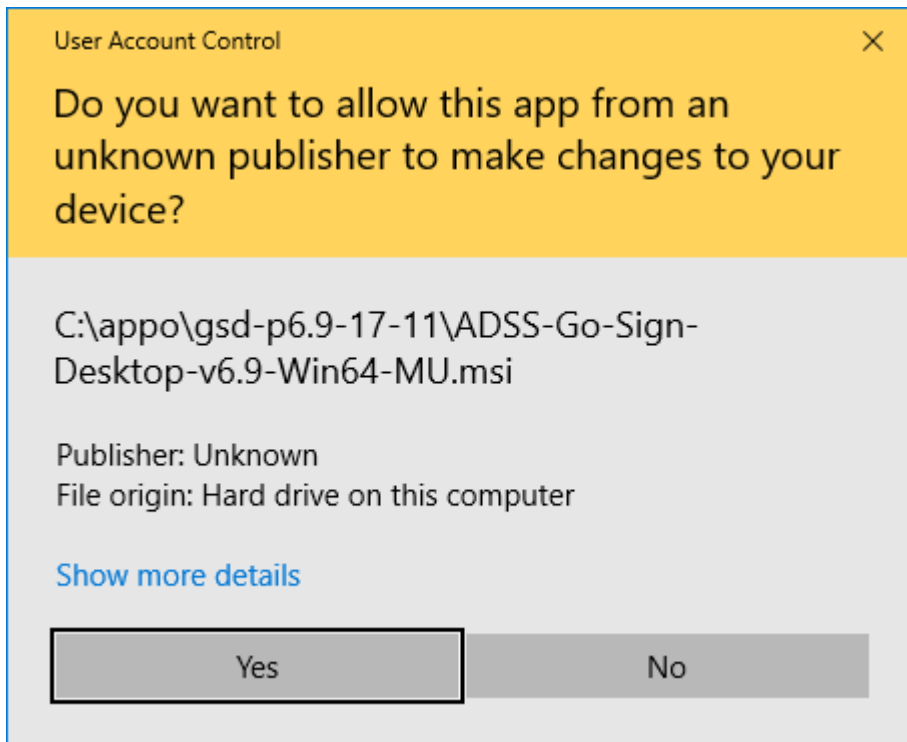 User Account Control
Do you want to allow this app from an
unknown publisher to make changes to your
device?
C:\appo\gsd-p6.9-17-11\ADSS-Go-Sign-
Desktop-v6.9-Win64-MU.msi
Publisher: Unknown
File origin: Hard drive on this computer
Show more details
Yes
No